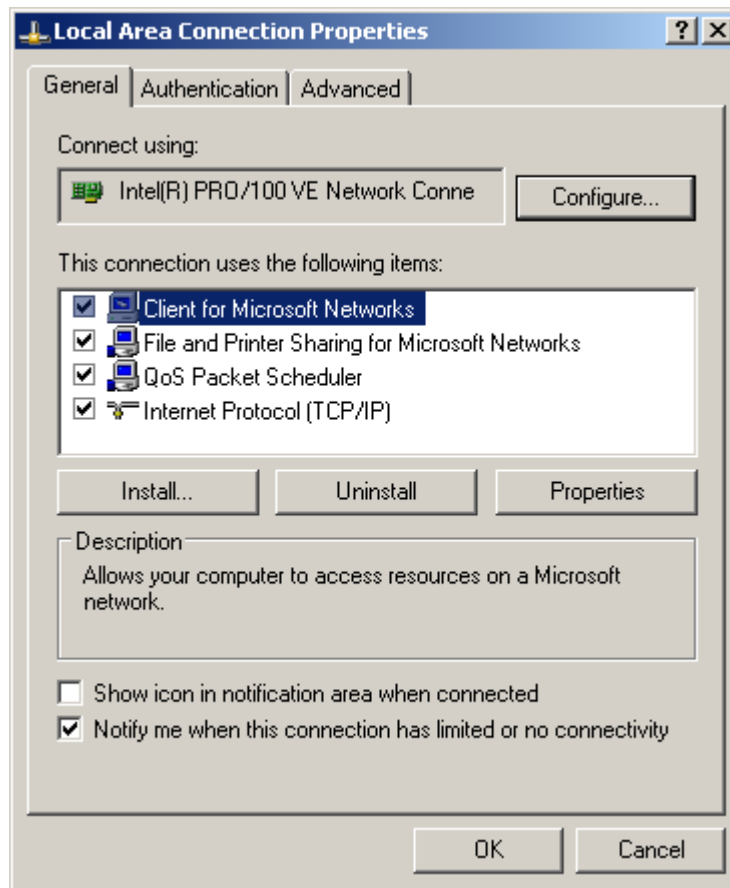 Local Area Connection Properties
General Authentication Advanced
Connect using:
Intel(R) PRO/100 VE Network Conne
Configure...
This connection uses the following items:
Client for Microsoft Networks
File and Printer Sharing for Microsoft Networks
QoS Packet Scheduler
Internet Protocol (TCP/IP)
Install... Uninstall Properties
Description
Allows your computer to access resources on a Microsoft
network.
Show icon in notification area when connected
Notify me when this connection has limited or no connectivity
OK Cancel